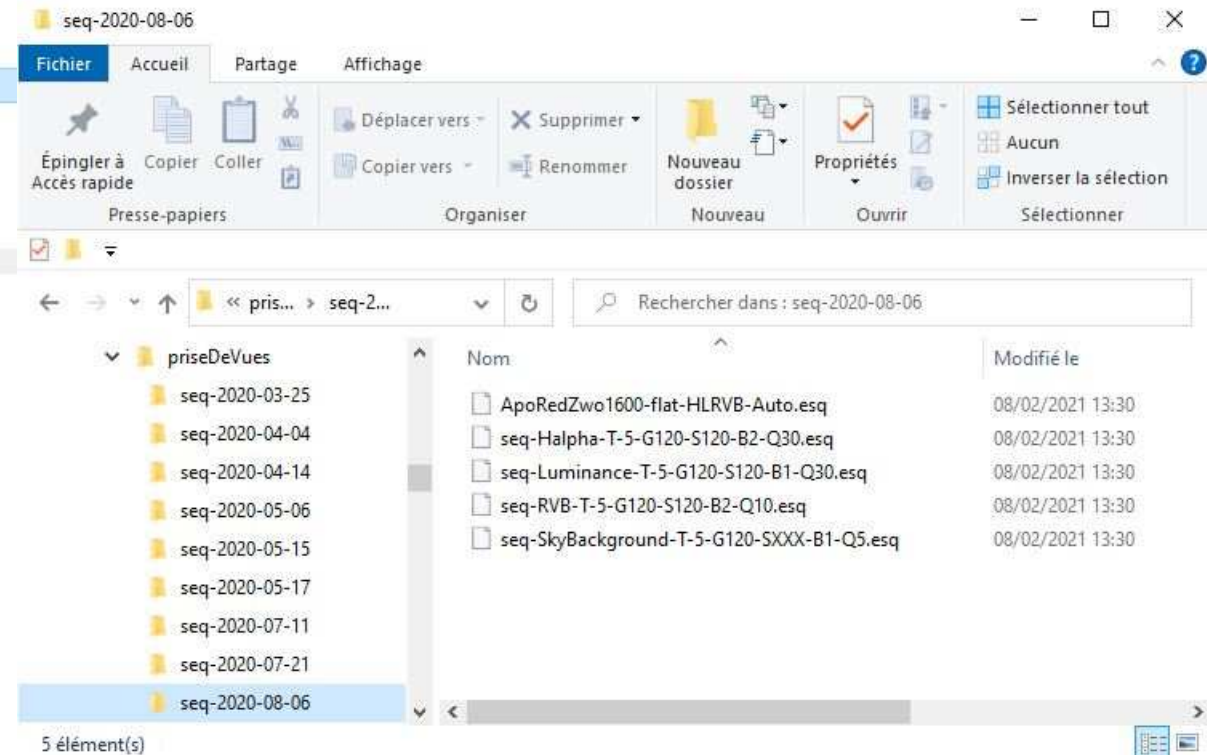 seq-2020-08-06
Fichier Accueil Partage Affichage
Épingler à Accès rapide
Copier
Coller
Presse-papiers
Déplacer vers
Copier vers
Supprimer
Renommer
Organiser
Nouveau dossier
Nouveau
Propriétés
Ouvrir
Sélectionner tout
Aucun
Inverser la sélection
Sélectionner
« pris... › seq-2...
Rechercher dans : seq-2020-08-06
priseDeVues
seq-2020-03-25
seq-2020-04-04
seq-2020-04-14
seq-2020-05-06
seq-2020-05-15
seq-2020-05-17
seq-2020-07-11
seq-2020-07-21
seq-2020-08-06
Nom Modifié le
ApoRedZwo1600-flat-HLRVB-Auto.esq 08/02/2021 13:30
seq-Halpha-T-5-G120-S120-B2-Q30.esq 08/02/2021 13:30
seq-Luminance-T-5-G120-S120-B1-Q30.esq 08/02/2021 13:30
seq-RVB-T-5-G120-S120-B2-Q10.esq 08/02/2021 13:30
seq-SkyBackground-T-5-G120-SXXX-B1-Q5.esq 08/02/2021 13:30
5 élément(s)